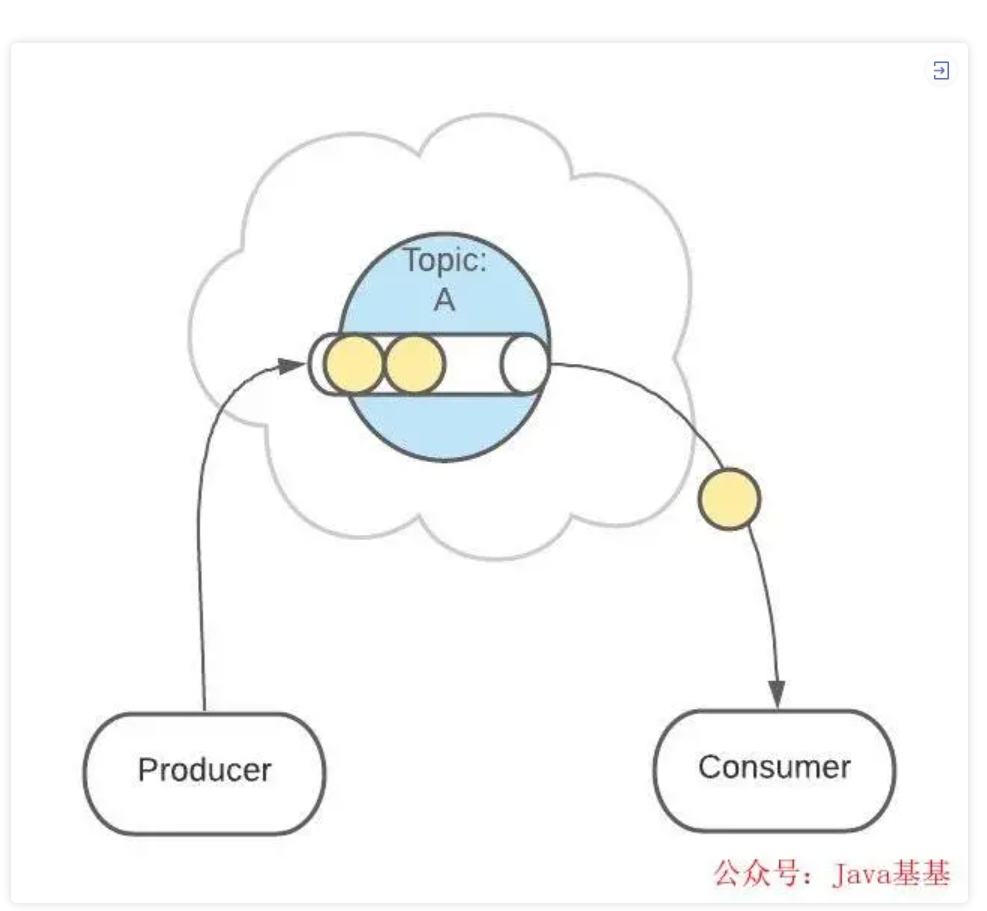 Topic:
A
Producer
Consumer
公众号：Java基基